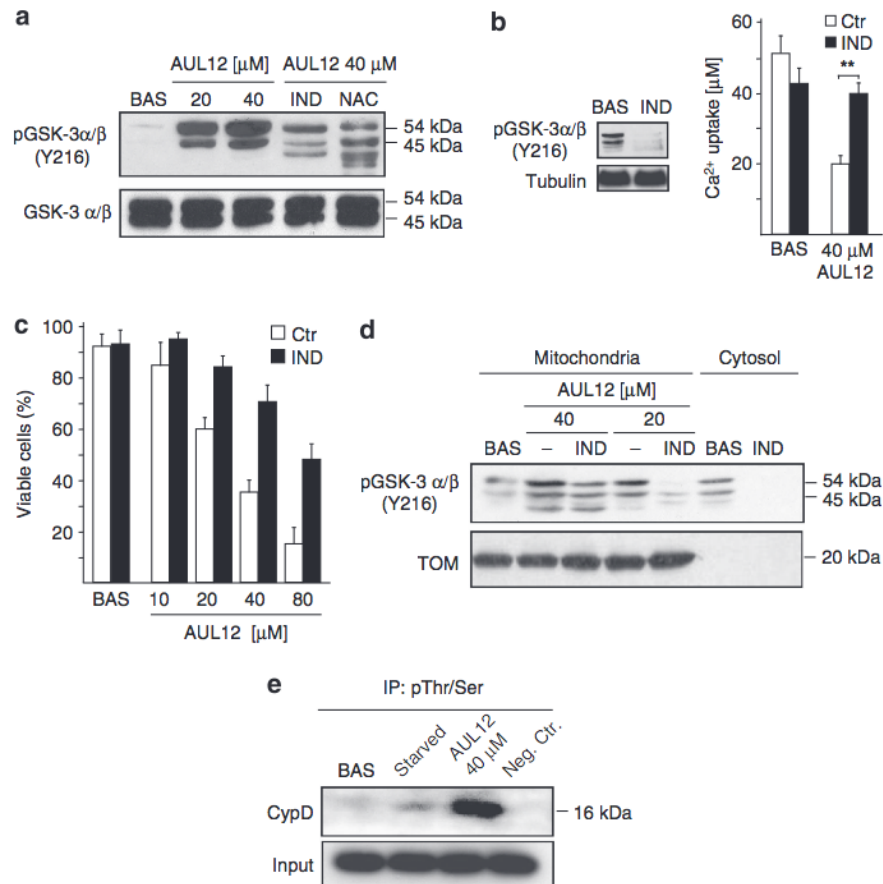 a
AUL12 [µM] AUL12 40 µM
BAS 20 40 IND NAC
pGSK-3α/β
(Y216)
54 kDa
45 kDa
GSK-3 α/β
54 kDa
45 kDa
b
BAS IND
pGSK-3α/β
(Y216)
Tubulin
Ctr
IND
**
Ca2+ uptake [µM]
60
40
20
BAS 40 µM
AUL12
c
Ctr
IND
Viable cells (%)
100
80
60
40
20
BAS 10 20 40 80
AUL12 [µM]
d
Mitochondria Cytosol
AUL12 [µM]
40 20
BAS – IND – IND BAS IND
pGSK-3 α/β
(Y216)
54 kDa
45 kDa
TOM
20 kDa
e
IP: pThr/Ser
BAS Starved AUL12 40 µM Neg. Ctr.
CypD
16 kDa
Input